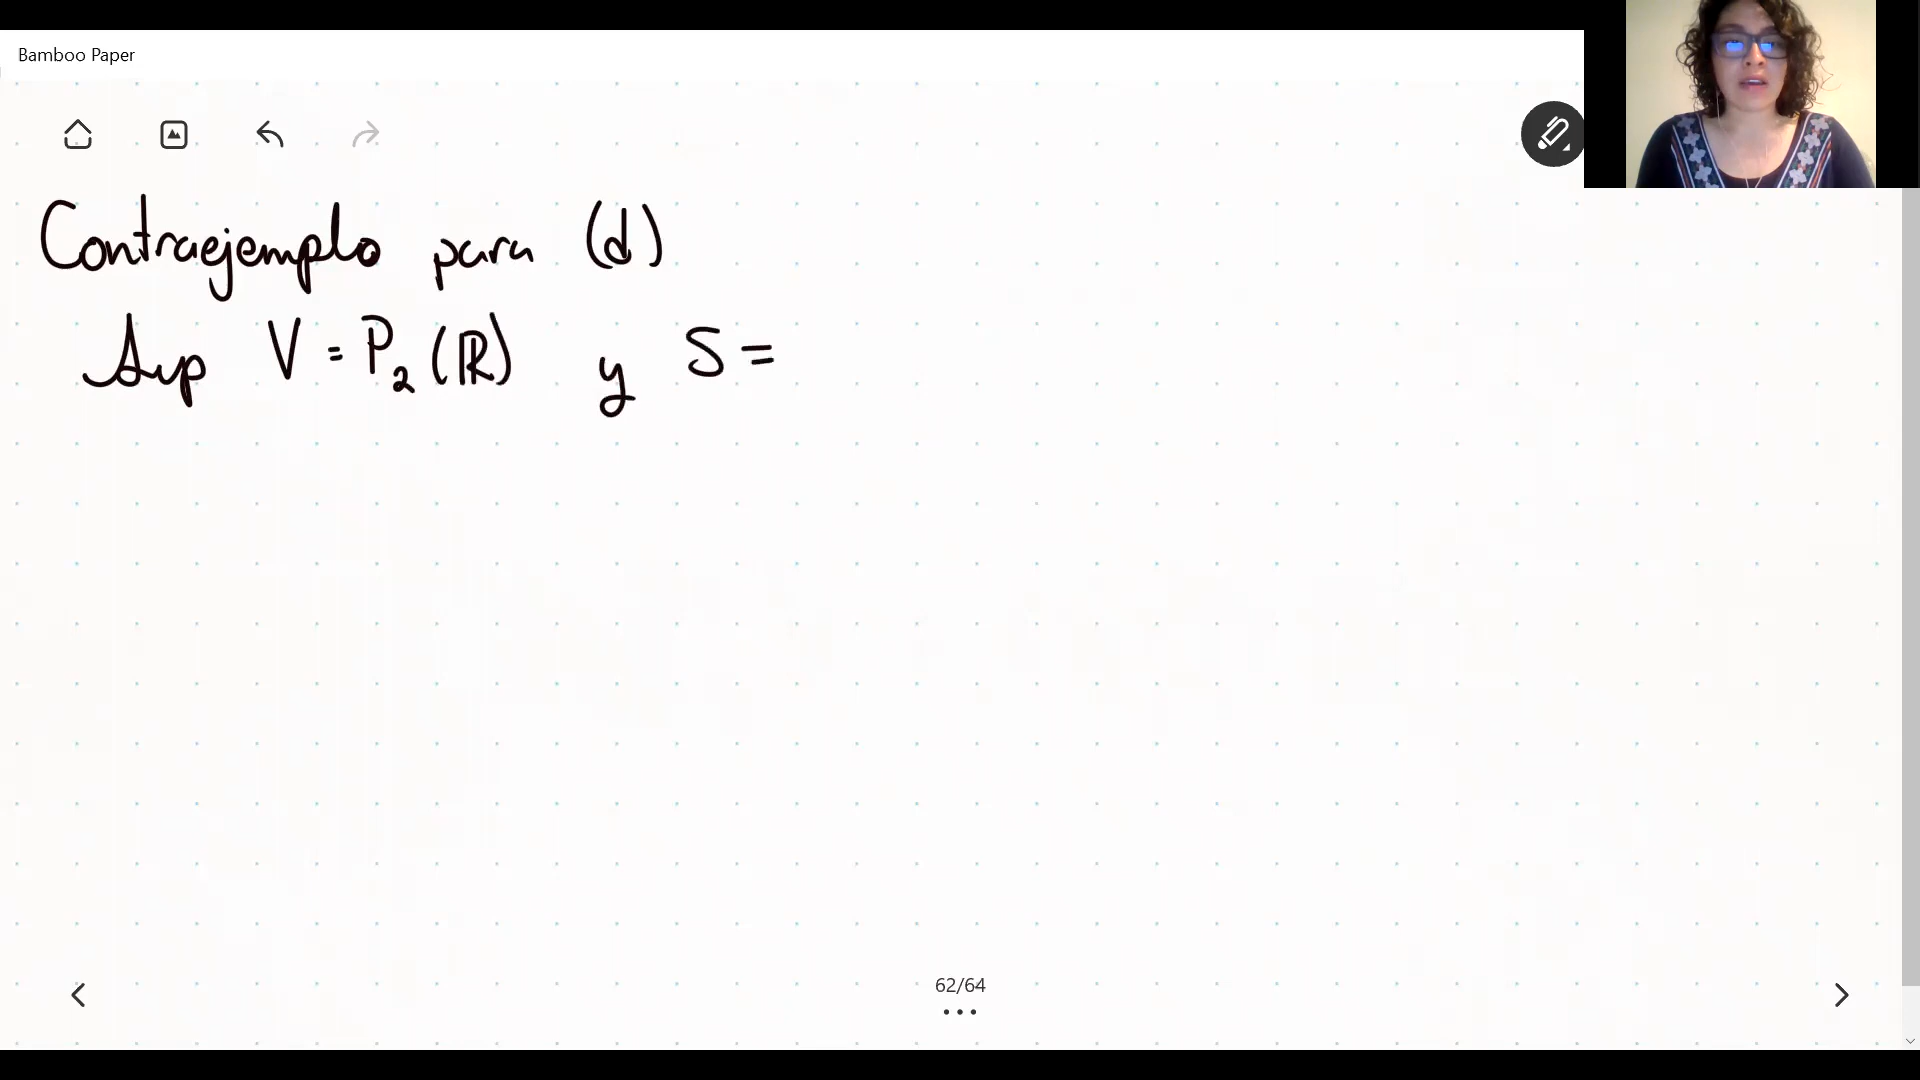 Bamboo Paper
Contraejemplo para (d)
Sup V = P₂(ℝ) y S =
62/64